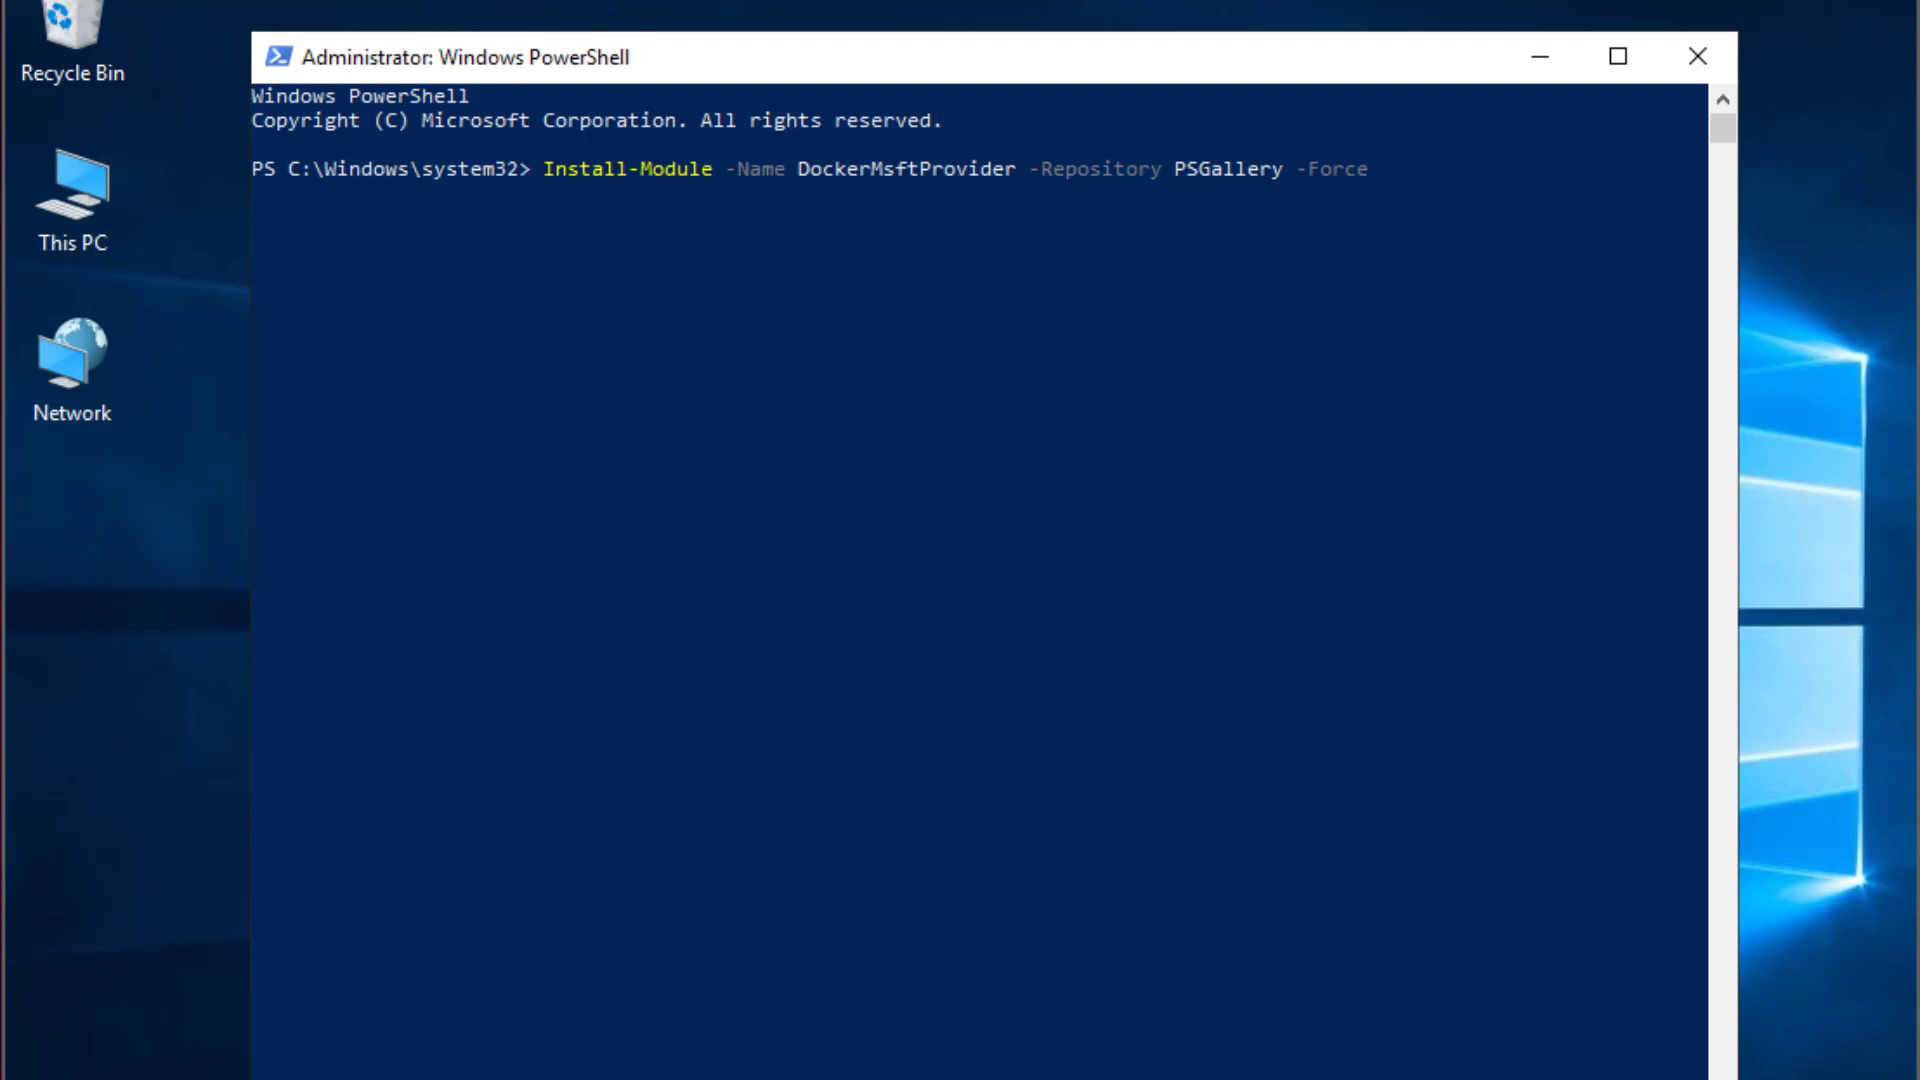 Recycle Bin
This PC
Network
Administrator: Windows PowerShell
Windows PowerShell
Copyright (C) Microsoft Corporation. All rights reserved.
PS C:\Windows\system32> Install-Module -Name DockerMsftProvider -Repository PSGallery -Force